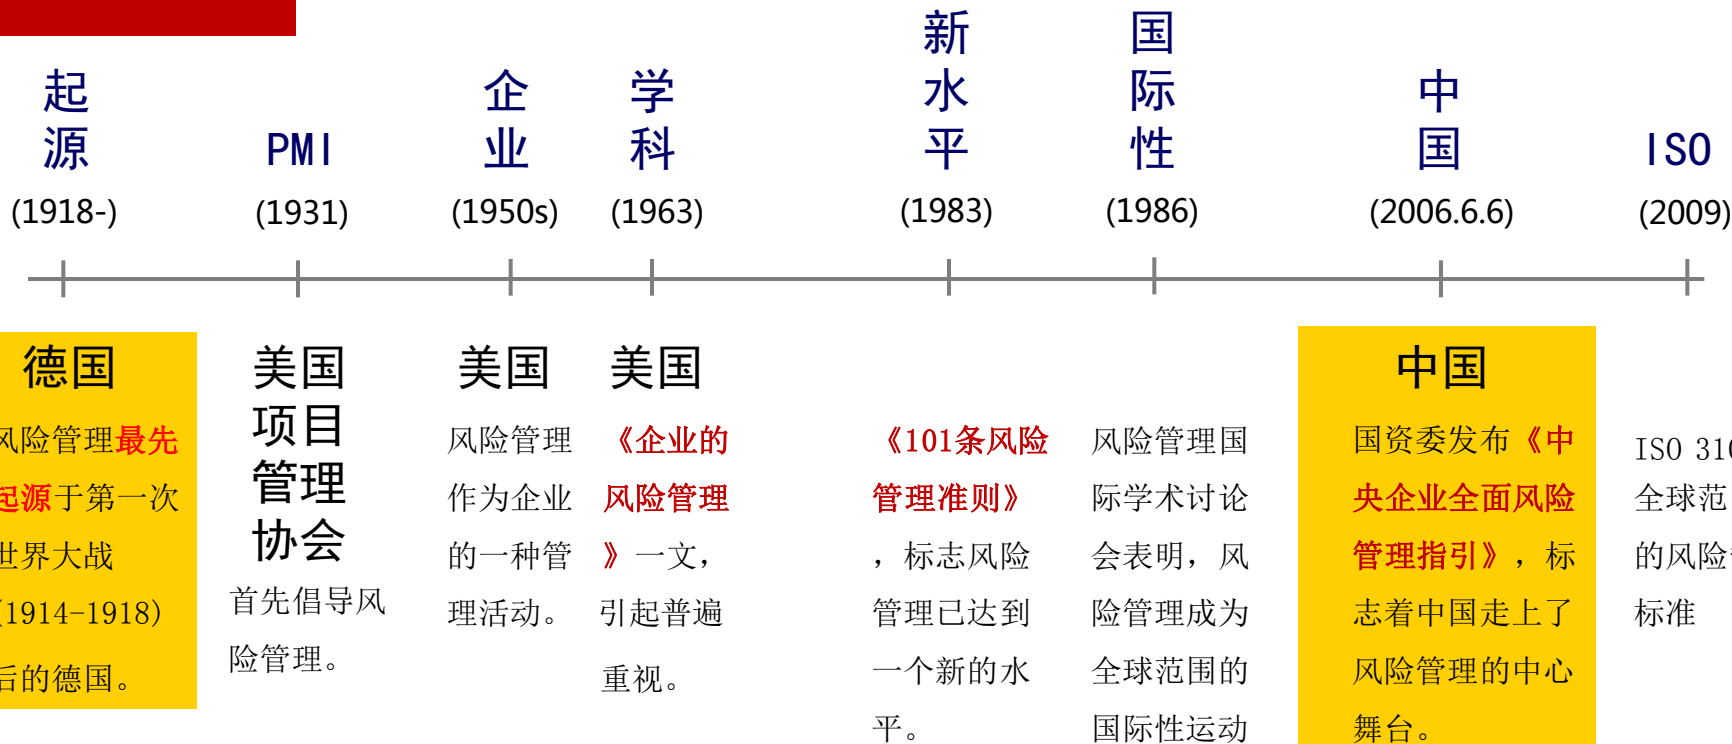 起源
PMI
企业
学科
新水平
国际性
中国
ISO
(1918-)
(1931)
(1950s)
(1963)
(1983)
(1986)
(2006.6.6)
(2009)
德国
风险管理最先
起源于第一次
世界大战
(1914-1918)
后的德国。
美国
项目
管理
协会
首先倡导风
险管理。
美国
风险管理
作为企业
的一种管
理活动。
美国
《企业的
风险管理
》一文，
引起普遍
重视。
《101条风险
管理准则》
，标志风险
管理已达到
一个新的水
平。
风险管理国
际学术讨论
会表明，风
险管理成为
全球范围的
国际性运动
中国
国资委发布《中
央企业全面风险
管理指引》，标
志着中国走上了
风险管理的中心
舞台。
ISO 31
全球范
的风险
标准